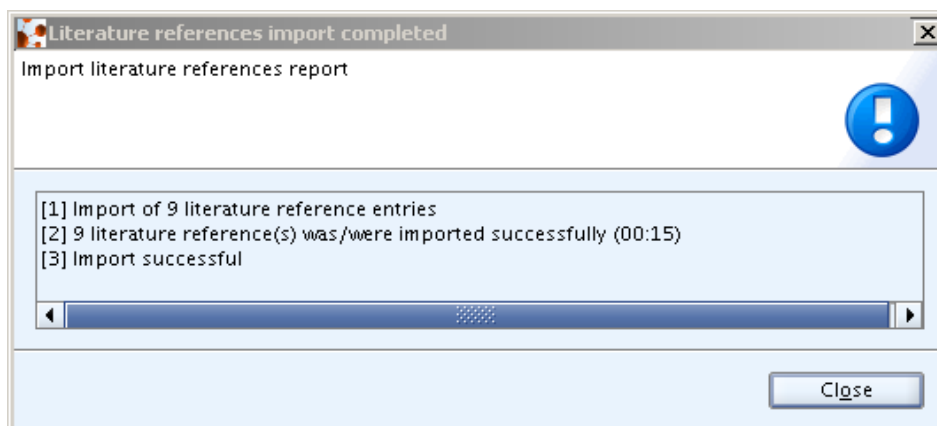 Literature references import completed
Import literature references report
[1] Import of 9 literature reference entries
[2] 9 literature reference(s) was/were imported successfully (00:15)
[3] Import successful
Close